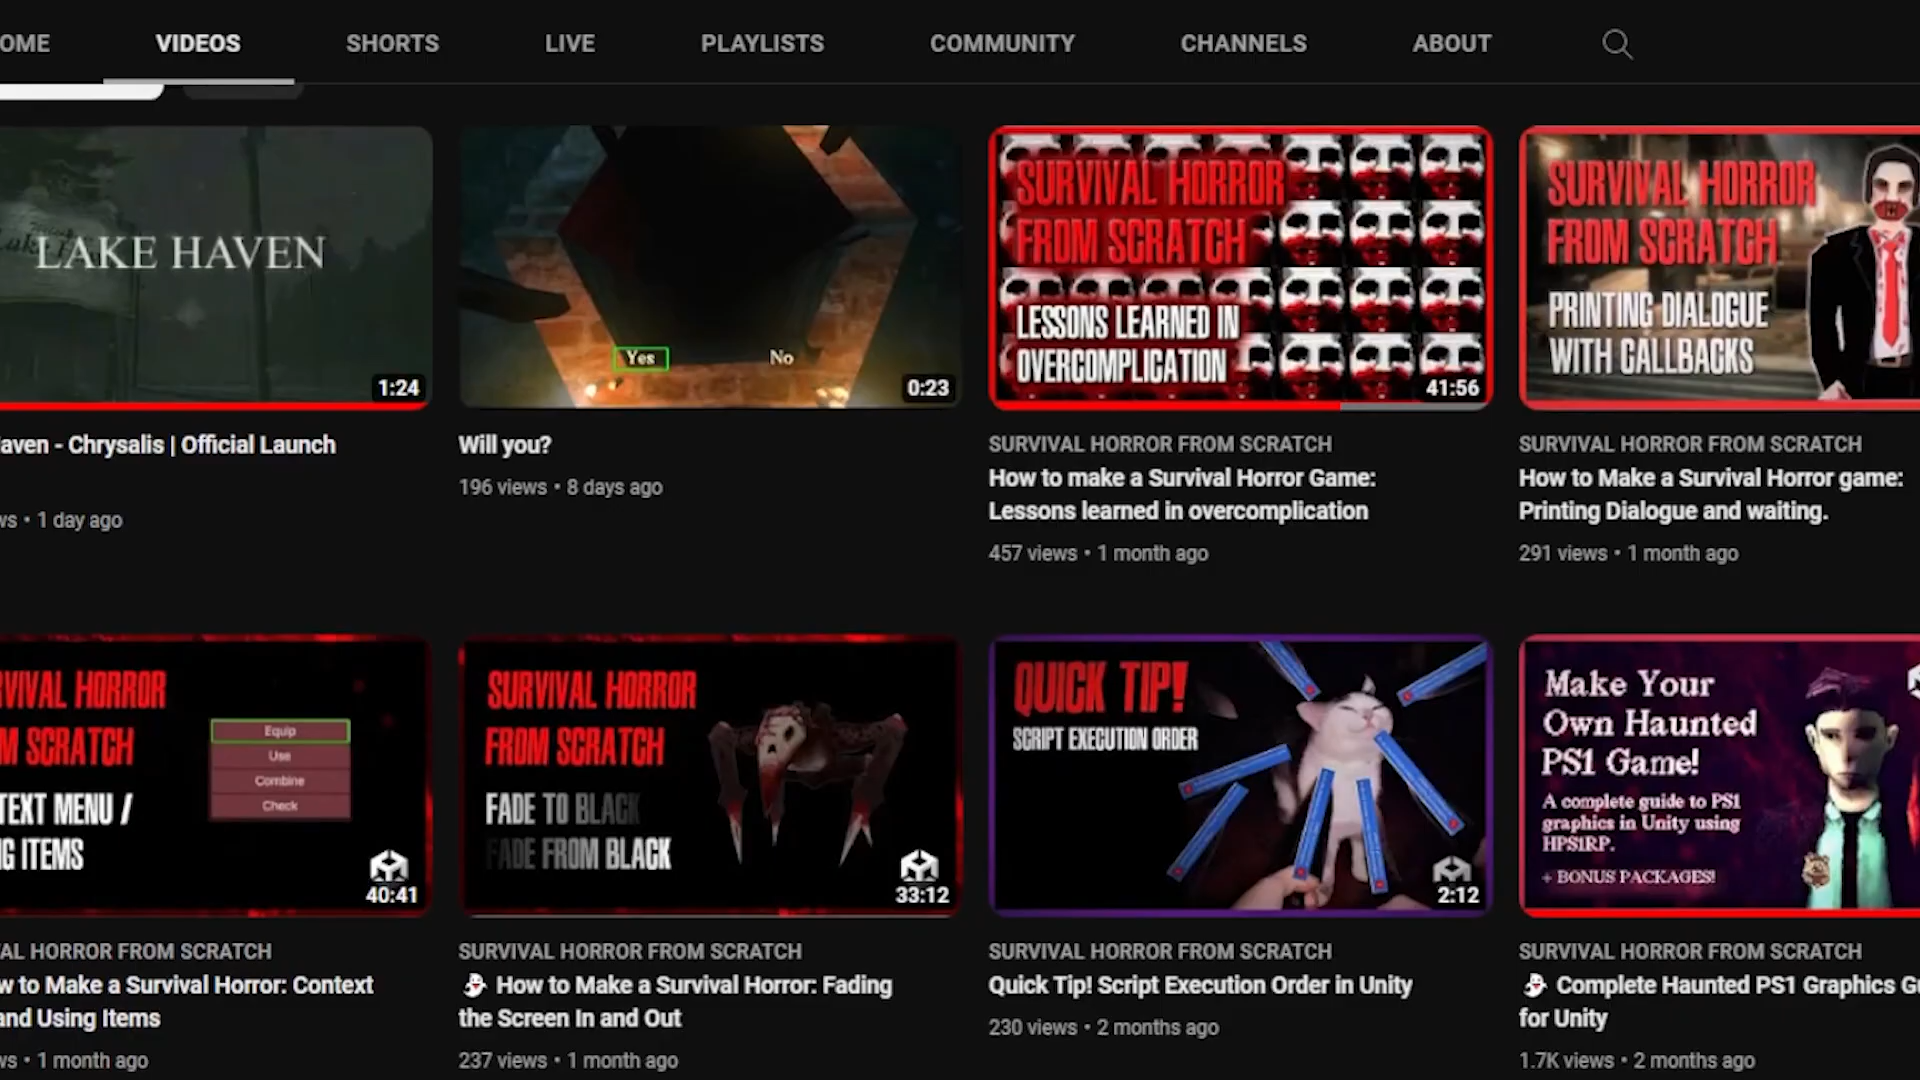 OME VIDEOS SHORTS LIVE PLAYLISTS COMMUNITY CHANNELS ABOUT
LAKE HAVEN
1:24
Yes No
0:23
SURVIVAL HORROR
FROM SCRATCH
LESSONS LEARNED IN
OVERCOMPLICATION
41:56
SURVIVAL HORROR
FROM SCRATCH
PRINTING DIALOGUE
WITH CALLBACKS
aven - Chrysalis | Official Launch
ws • 1 day ago
Will you?
196 views • 8 days ago
SURVIVAL HORROR FROM SCRATCH
How to make a Survival Horror Game:
Lessons learned in overcomplication
457 views • 1 month ago
SURVIVAL HORROR FROM SCRATCH
How to Make a Survival Horror game:
Printing Dialogue and waiting.
291 views • 1 month ago
RVIVAL HORROR
M SCRATCH
TEXT MENU /
G ITEMS
Equip
Use
Combine
Check
40:41
SURVIVAL HORROR
FROM SCRATCH
FADE TO BLACK
FADE FROM BLACK
33:12
QUICK TIP!
SCRIPT EXECUTION ORDER
2:12
Make Your
Own Haunted
PS1 Game!
A complete guide to PS1
graphics in Unity using
HPS1RP.
+ BONUS PACKAGES!
AL HORROR FROM SCRATCH
w to Make a Survival Horror: Context
and Using Items
ws • 1 month ago
SURVIVAL HORROR FROM SCRATCH
How to Make a Survival Horror: Fading
the Screen In and Out
237 views • 1 month ago
SURVIVAL HORROR FROM SCRATCH
Quick Tip! Script Execution Order in Unity
230 views • 2 months ago
SURVIVAL HORROR FROM SCRATCH
Complete Haunted PS1 Graphics Gu
for Unity
1.7K views • 2 months ago